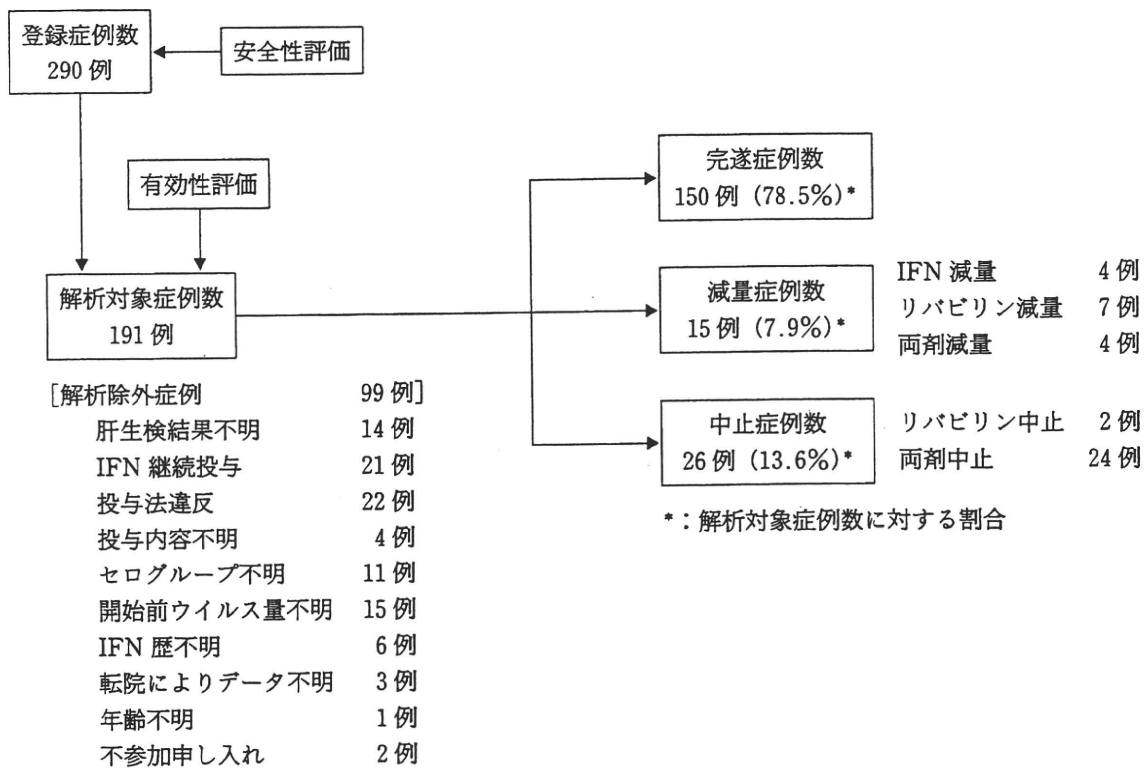 登録症例数
290 例
安全性評価
有効性評価
解析対象症例数
191 例
[解析除外症例 99 例]
肝生検結果不明 14 例
IFN 継続投与 21 例
投与法違反 22 例
投与内容不明 4 例
セログループ不明 11 例
開始前ウイルス量不明 15 例
IFN 歴不明 6 例
転院によりデータ不明 3 例
年齢不明 1 例
不参加申し入れ 2 例
完遂症例数
150 例 (78.5%)*
減量症例数
15 例 (7.9%)*
IFN 減量 4 例
リバビリン減量 7 例
両剤減量 4 例
中止症例数
26 例 (13.6%)*
リバビリン中止 2 例
両剤中止 24 例
*：解析対象症例数に対する割合